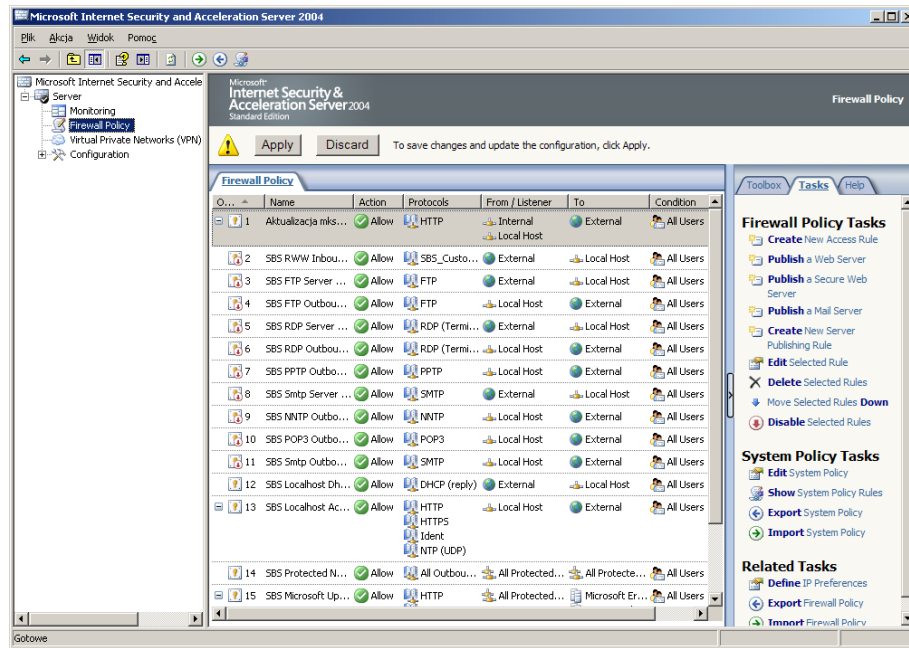 Microsoft Internet Security and Acceleration Server 2004
Plik Akcja Widok Pomoc
Microsoft Internet Security and Accele
Server
Monitoring
Firewall Policy
Virtual Private Networks (VPN)
Configuration
Microsoft
Internet Security &
Acceleration Server 2004
Standard Edition
Firewall Policy
Apply Discard To save changes and update the configuration, click Apply.
Firewall Policy
O... Name Action Protocols From / Listener To Condition
1 Aktualizacja mks... Allow HTTP Internal External All Users
Local Host
2 SBS RWW Inbou... Allow SBS_Custo... External Local Host All Users
3 SBS FTP Server ... Allow FTP External Local Host All Users
4 SBS FTP Outbou... Allow FTP Local Host External All Users
5 SBS RDP Server ... Allow RDP (Termi... External Local Host All Users
6 SBS RDP Outbou... Allow RDP (Termi... Local Host External All Users
7 SBS PPTP Outbo... Allow PPTP Local Host External All Users
8 SBS Smtp Server ... Allow SMTP External Local Host All Users
9 SBS NNTP Outbo... Allow NNTP Local Host External All Users
10 SBS POP3 Outbo... Allow POP3 Local Host External All Users
11 SBS Smtp Outbo... Allow SMTP Local Host External All Users
12 SBS Localhost Dh... Allow DHCP (reply) External Local Host All Users
13 SBS Localhost Ac... Allow HTTP Local Host External All Users
HTTPS
Ident
NTP (UDP)
14 SBS Protected N... Allow All Outbou... All Protected... All Protecte... All Users
15 SBS Microsoft Up... Allow HTTP All Protected... Microsoft Er... All Users
Toolbox Tasks Help
Firewall Policy Tasks
Create New Access Rule
Publish a Web Server
Publish a Secure Web
Server
Publish a Mail Server
Create New Server
Publishing Rule
Edit Selected Rule
Delete Selected Rules
Move Selected Rules Down
Disable Selected Rules
System Policy Tasks
Edit System Policy
Show System Policy Rules
Export System Policy
Import System Policy
Related Tasks
Define IP Preferences
Export Firewall Policy
Import Firewall Policy
Gotowe